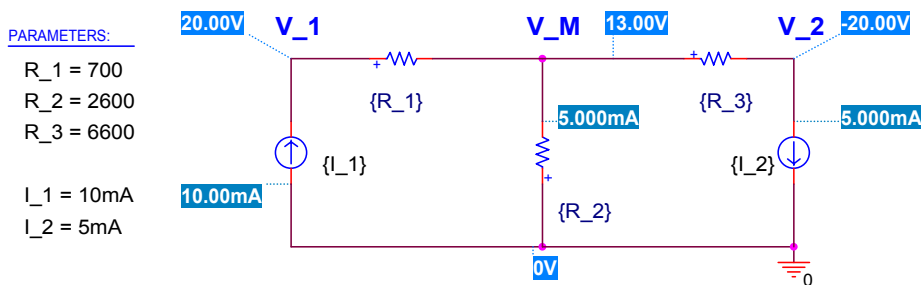 20.00V V_1 V_M 13.00V V_2 -20.00V
PARAMETERS:
R_1 = 700
R_2 = 2600
R_3 = 6600
I_1 = 10mA
I_2 = 5mA
+ {R_1} + {R_3}
5.000mA 5.000mA
{I_1} {I_2}
10.00mA
+ {R_2}
0V 0